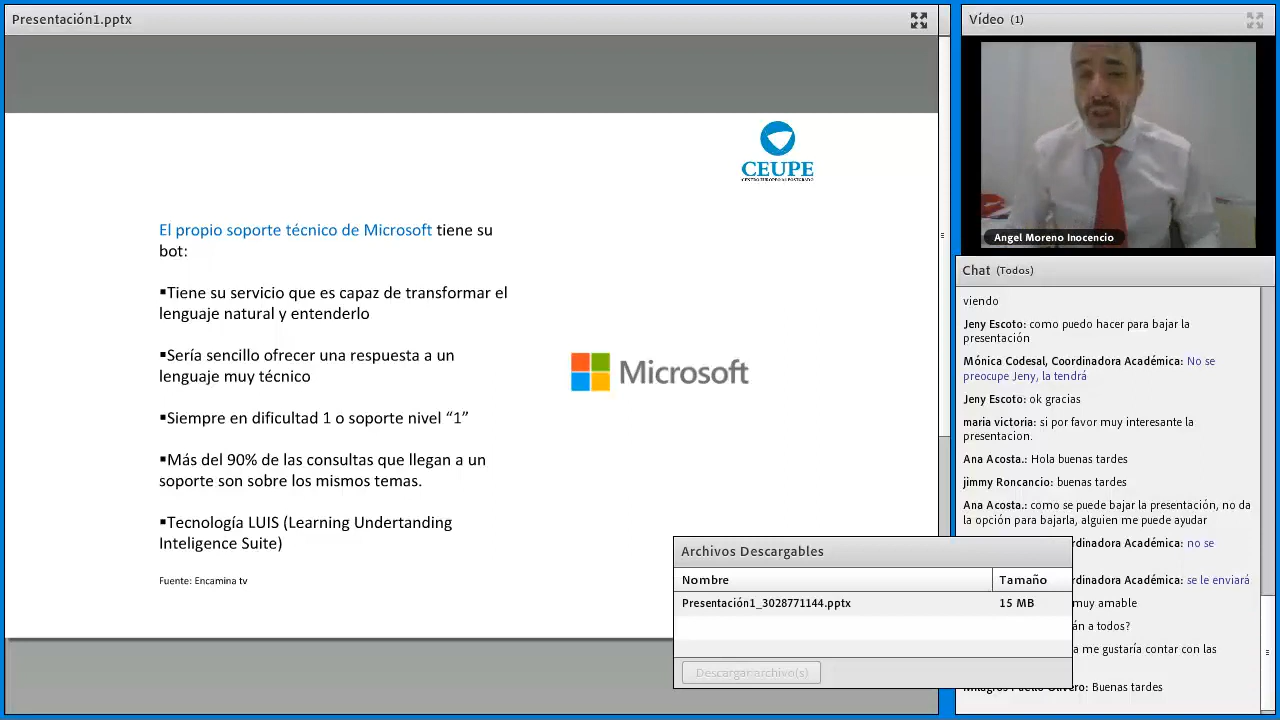 Presentación1.pptx
CEUPE
CENTRO EUROPEO DE POSTGRADO
El propio soporte técnico de Microsoft tiene su
bot:
▪Tiene su servicio que es capaz de transformar el
lenguaje natural y entenderlo
▪Sería sencillo ofrecer una respuesta a un
lenguaje muy técnico
▪Siempre en dificultad 1 o soporte nivel “1”
▪Más del 90% de las consultas que llegan a un
soporte son sobre los mismos temas.
▪Tecnología LUIS (Learning Undertanding
Inteligence Suite)
Fuente: Encamina tv
Microsoft
Archivos Descargables
Nombre Tamaño
Presentación1_3028771144.pptx 15 MB
Descargar archivo(s)
Vídeo (1)
Angel Moreno Inocencio
Chat (Todos)
viendo
Jeny Escoto: como puedo hacer para bajar la
presentación
Mónica Codesal, Coordinadora Académica: No se
preocupe Jeny, la tendrá
Jeny Escoto: ok gracias
maria victoria: si por favor muy interesante la
presentacion.
Ana Acosta.: Hola buenas tardes
jimmy Roncancio: buenas tardes
Ana Acosta.: como se puede bajar la presentación, no da
la opción para bajarla, alguien me puede ayudar
rdinadora Académica: no se
rdinadora Académica: se le enviará
muy amable
án a todos?
a me gustaría contar con las
Buenas tardes